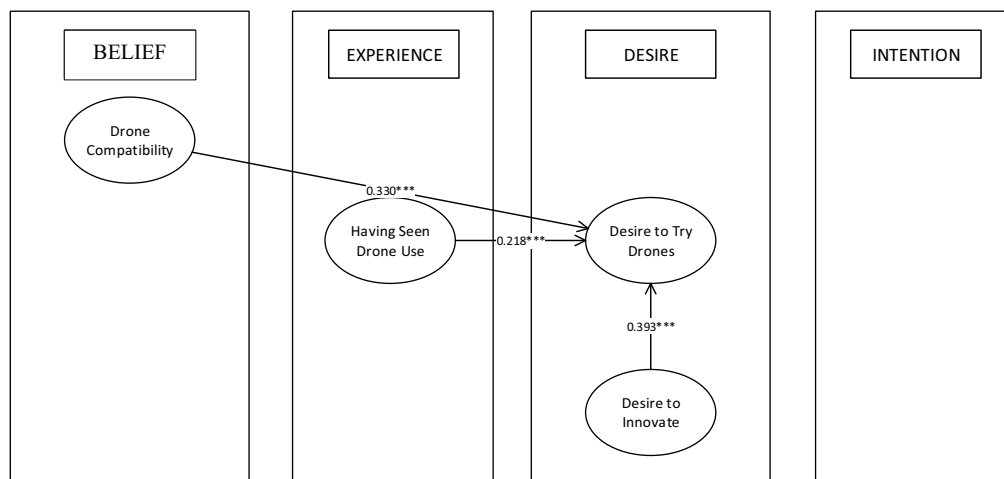 BELIEF
EXPERIENCE
DESIRE
INTENTION
Drone
Compatibility
0.330***
Having Seen
Drone Use
0.218***
Desire to Try
Drones
0.393***
Desire to
Innovate